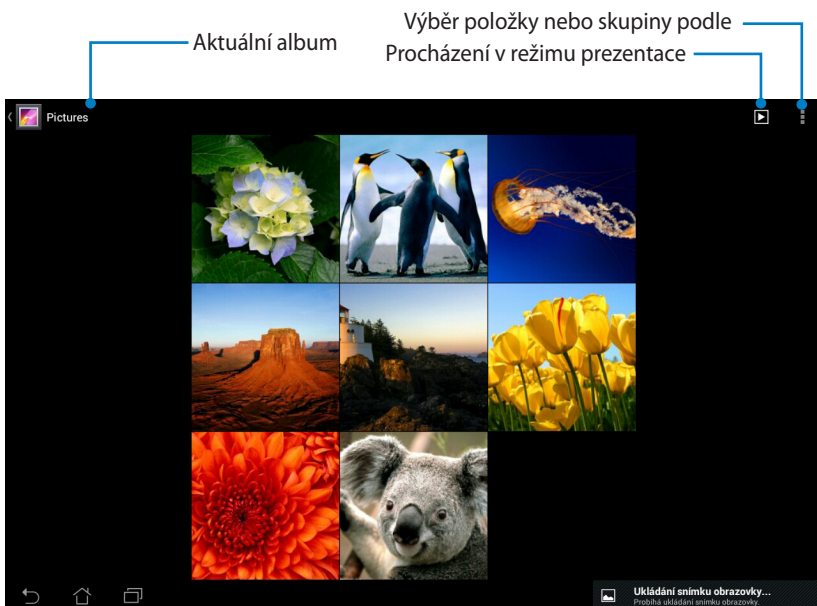 Výběr položky nebo skupiny podle
Aktuální album
Procházení v režimu prezentace
Pictures
Ukládání snímku obrazovky...
Probíhá ukládání snímku obrazovky.